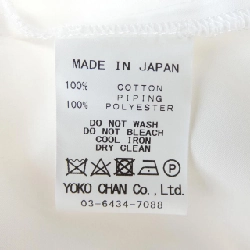 MADE IN JAPAN
100% COTTON
PIPING
100% POLYESTER
DO NOT WASH
DO NOT BLEACH
COOL IRON
DRY CLEAN
P
YOKO CHAN Co., Ltd.
03-6434-7088